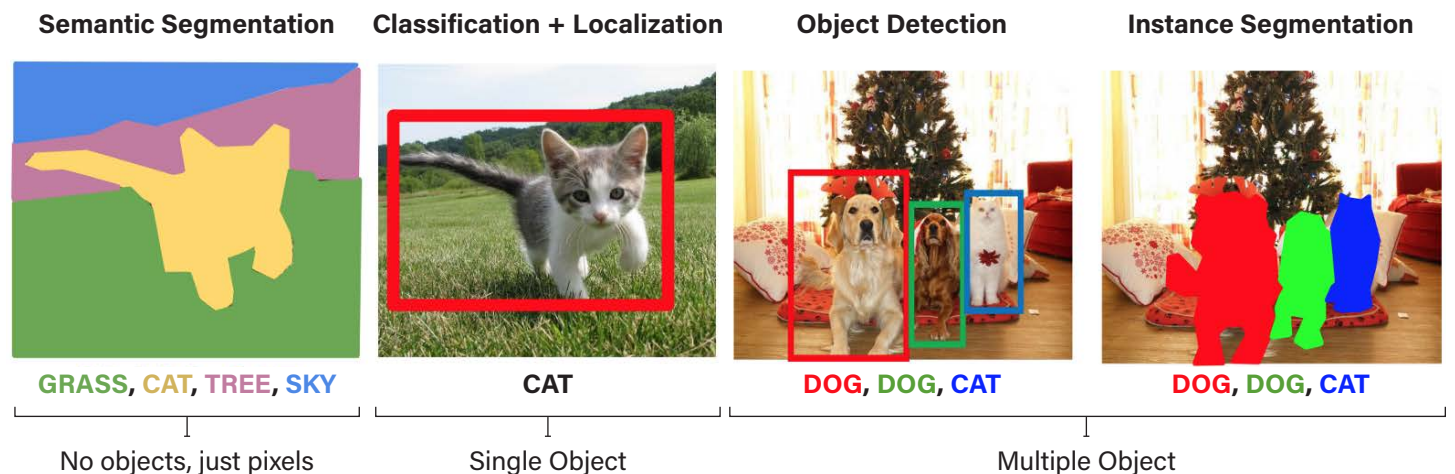 Semantic Segmentation
Classification + Localization
Object Detection
Instance Segmentation
GRASS, CAT, TREE, SKY
CAT
DOG, DOG, CAT
DOG, DOG, CAT
No objects, just pixels
Single Object
Multiple Object